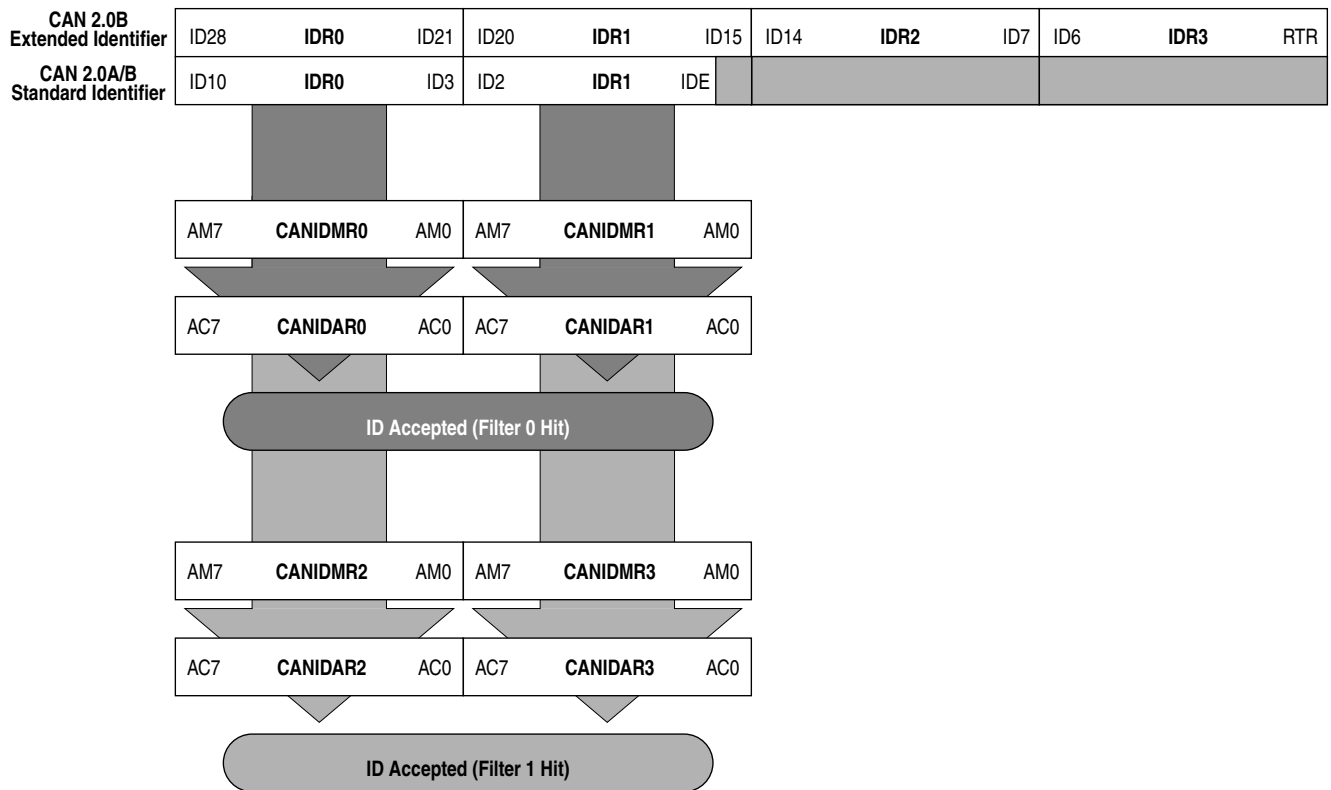 CAN 2.0B
Extended Identifier
ID28 IDR0 ID21 ID20 IDR1 ID15 ID14 IDR2 ID7 ID6 IDR3 RTR
CAN 2.0A/B
Standard Identifier
ID10 IDR0 ID3 ID2 IDR1 IDE
AM7 CANIDMR0 AM0 AM7 CANIDMR1 AM0
AC7 CANIDAR0 AC0 AC7 CANIDAR1 AC0
ID Accepted (Filter 0 Hit)
AM7 CANIDMR2 AM0 AM7 CANIDMR3 AM0
AC7 CANIDAR2 AC0 AC7 CANIDAR3 AC0
ID Accepted (Filter 1 Hit)